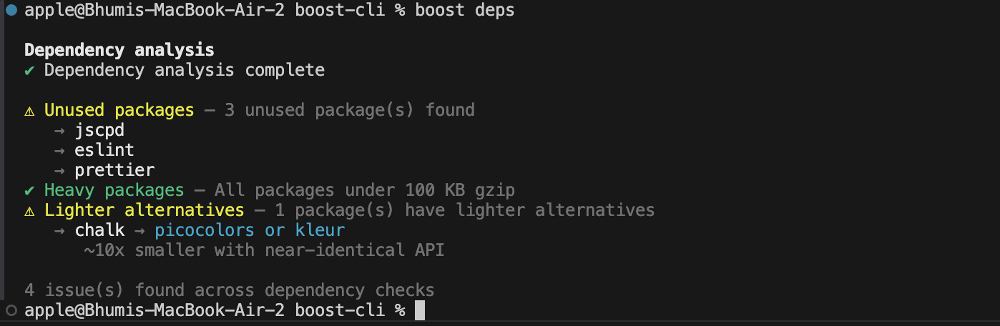 apple@Bhumis-MacBook-Air-2 boost-cli % boost deps
Dependency analysis
✔ Dependency analysis complete
⚠ Unused packages — 3 unused package(s) found
→ jscpd
→ eslint
→ prettier
✔ Heavy packages — All packages under 100 KB gzip
⚠ Lighter alternatives — 1 package(s) have lighter alternatives
→ chalk → picocolors or kleur
~10x smaller with near-identical API
4 issue(s) found across dependency checks
apple@Bhumis-MacBook-Air-2 boost-cli %